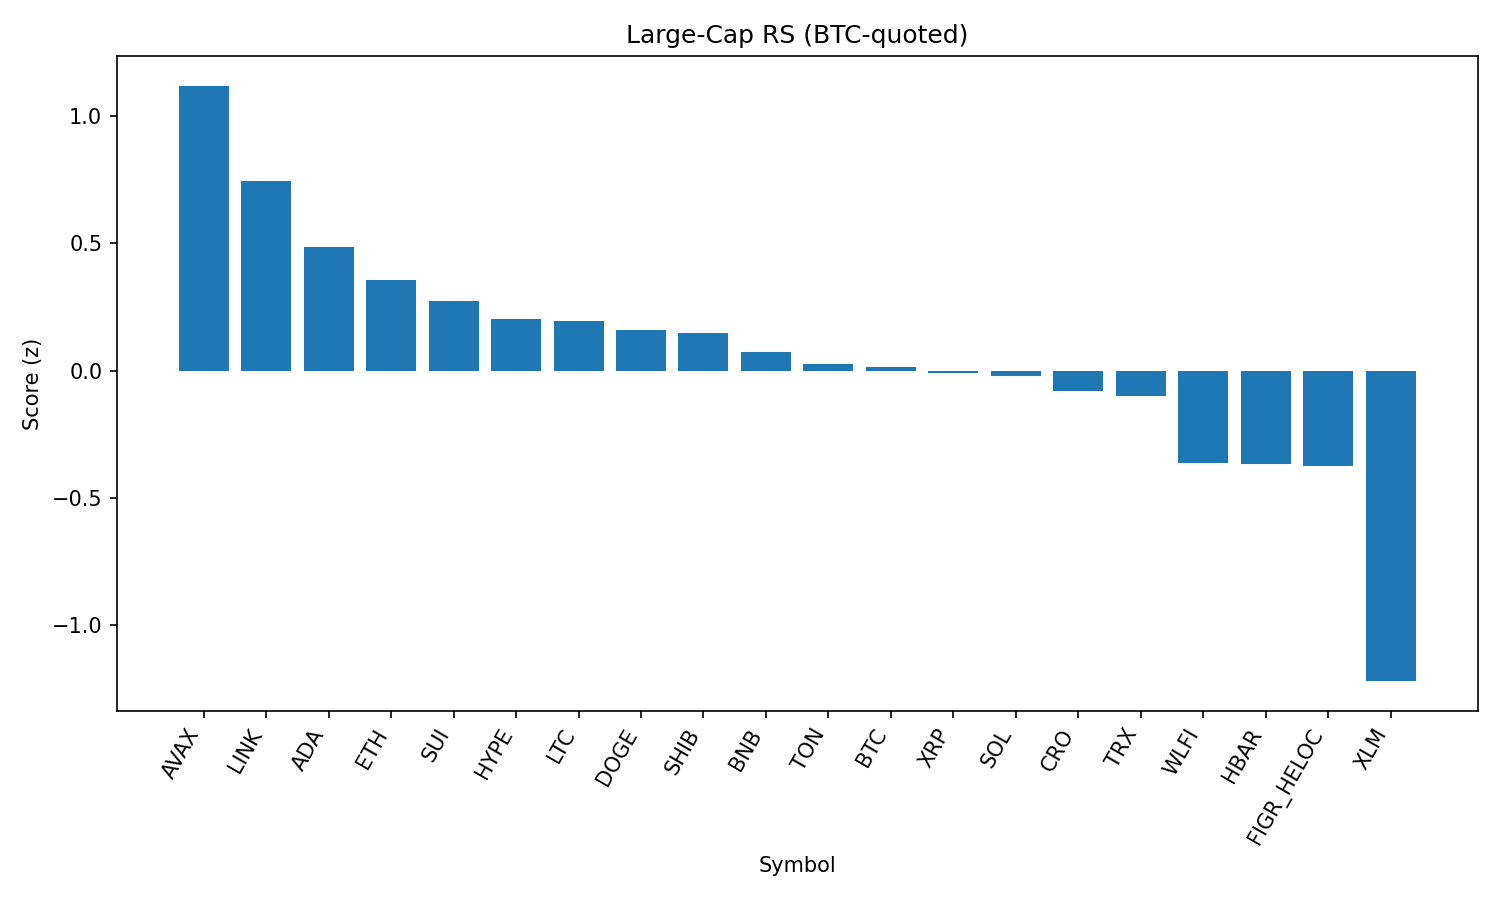 Large-Cap RS (BTC-quoted)
Score (z)
1.0
0.5
0.0
−0.5
−1.0
AVAX
LINK
ADA
ETH
SUI
HYPE
LTC
DOGE
SHIB
BNB
TON
BTC
XRP
SOL
CRO
TRX
WLFI
HBAR
FIGR_HELOC
XLM
Symbol